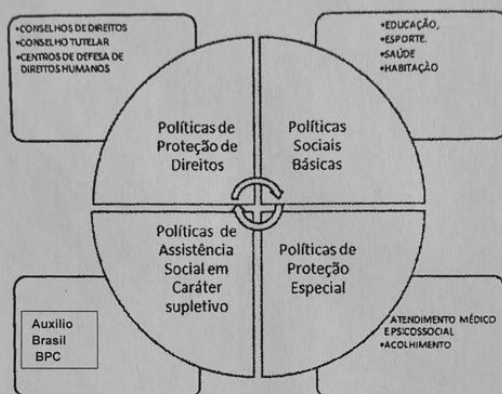 •CONSELHOS DE DIREITOS
•CONSELHO TUTELAR
•CENTROS DE DEFESA DE
DIREITOS HUMANOS
•EDUCAÇÃO,
•ESPORTE.
•SAÚDE
•HABITAÇÃO
Políticas de
Proteção de
Direitos
Políticas
Sociais
Básicas
Políticas de
Assistência
Social em
Caráter
supletivo
Políticas de
Proteção
Especial
Auxilio
Brasil
BPC
ATENDIMENTO MÉDICO
E PSICOSSOCIAL
•ACOLHIMENTO